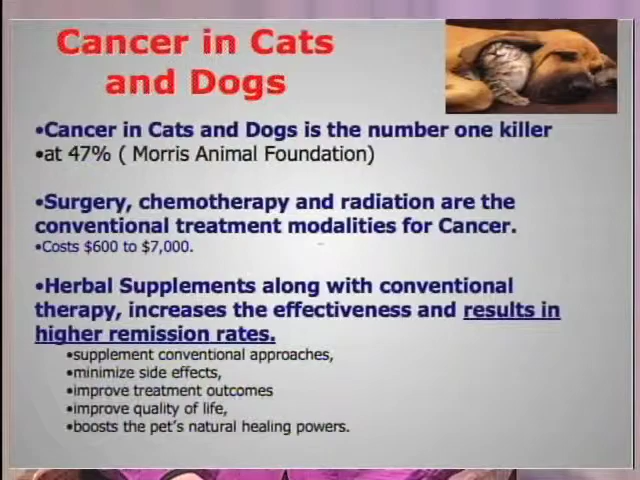 Cancer in Cats
and Dogs
•Cancer in Cats and Dogs is the number one killer
•at 47% ( Morris Animal Foundation)
•Surgery, chemotherapy and radiation are the
conventional treatment modalities for Cancer.
•Costs $600 to $7,000.
•Herbal Supplements along with conventional
therapy, increases the effectiveness and results in
higher remission rates.
•supplement conventional approaches,
•minimize side effects,
•improve treatment outcomes
•improve quality of life,
•boosts the pet's natural healing powers.